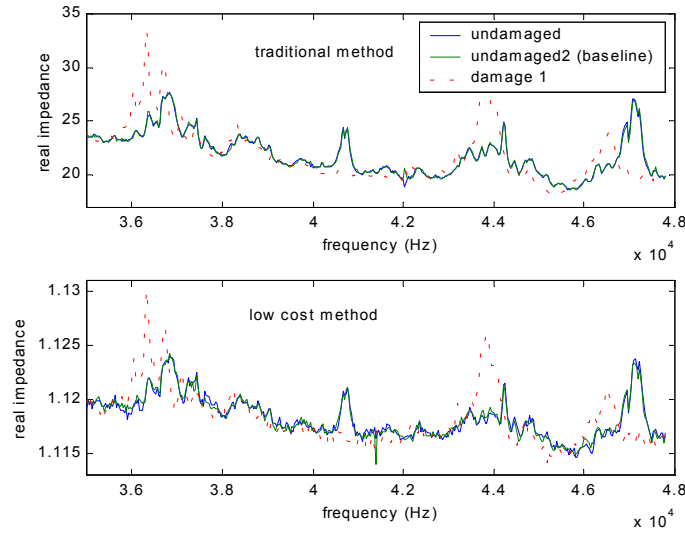 undamaged
undamaged2 (baseline)
damage 1
traditional method
real impedance
35
30
25
20
3.6
3.8
4
4.2
4.4
4.6
4.8
frequency (Hz)
x 10^4
low cost method
real impedance
1.13
1.125
1.12
1.115
3.6
3.8
4
4.2
4.4
4.6
4.8
frequency (Hz)
x 10^4